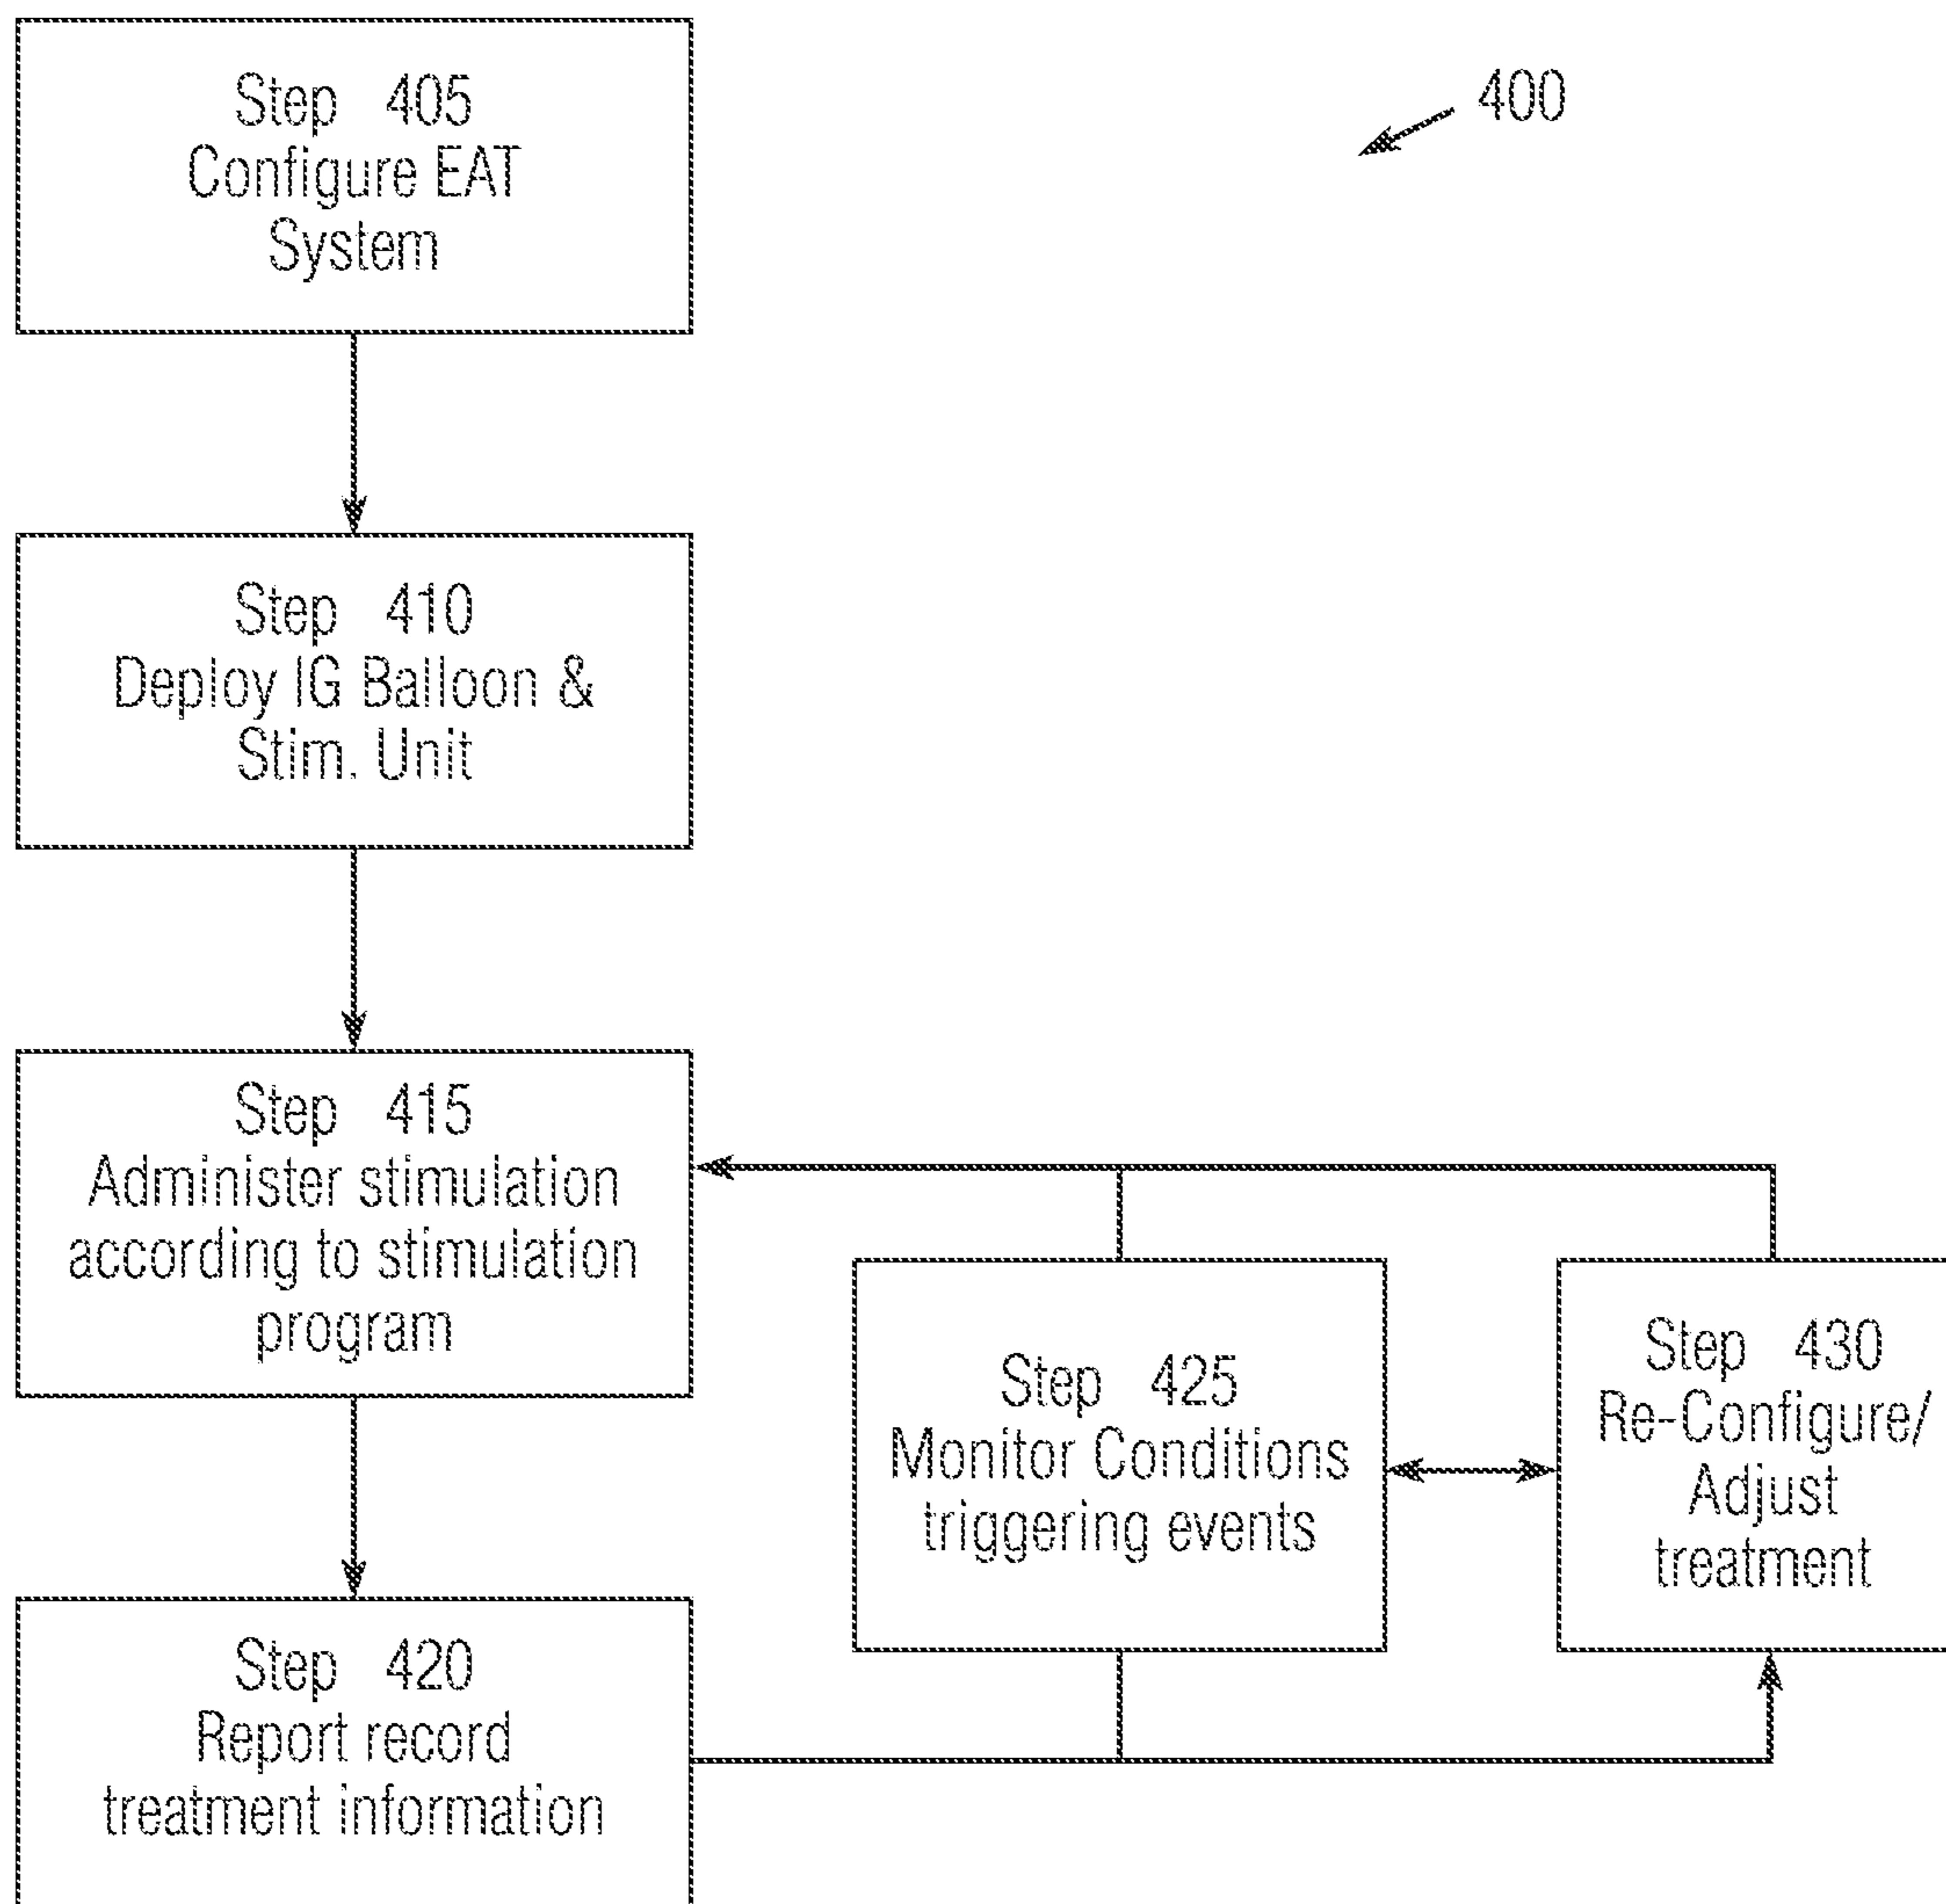 Step 405
Configure EAT
System
400
Step 410
Deploy IG Balloon &
Stim. Unit
Step 415
Administer stimulation
according to stimulation
program
Step 425
Monitor Conditions
triggering events
Step 430
Re-Configure/
Adjust
treatment
Step 420
Report record
treatment information